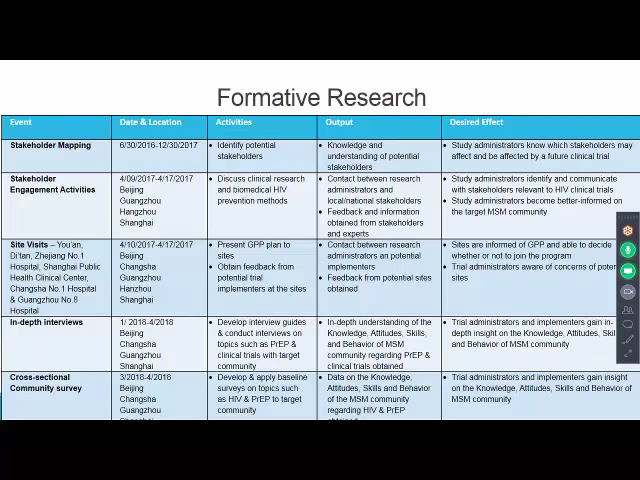 Formative Research
Event
Date & Location
Activities
Output
Desired Effect
Stakeholder Mapping
6/30/2016-12/30/2017
• Identify potential
stakeholders
• Knowledge and
understanding of potential
stakeholders
• Study administrators know which stakeholders may
affect and be affected by a future clinical trial
Stakeholder
Engagement Activities
4/09/2017-4/17/2017
Beijing
Guangzhou
Hangzhou
Shanghai
• Discuss clinical research
and biomedical HIV
prevention methods
• Contact between research
administrators and
local/national stakeholders
• Feedback and information
obtained from stakeholders
and experts
• Study administrators identify and communicate
with stakeholders relevant to HIV clinical trials
• Study administrators become better-informed on
the target MSM community
Site Visits – You'an,
Di'tan, Zhejiang No.1
Hospital, Shanghai Public
Health Clinical Center,
Changsha No.1 Hospital
& Guangzhou No.8
Hospital
4/10/2017-4/17/2017
Beijing
Changsha
Guangzhou
Hanzhou
Shanghai
• Present GPP plan to
sites
• Obtain feedback from
potential trial
implementers at the sites
• Contact between research
administrators an potential
implementers
• Feedback from potential sites
obtained
• Sites are informed of GPP and able to decide
whether or not to join the program
• Trial administrators aware of concerns of poten
sites
In-depth interviews
1/ 2018-4/2018
Beijing
Changsha
Guangzhou
Shanghai
• Develop interview guides
& conduct interviews on
topics such as PrEP &
clinical trials with target
community
• In-depth understanding of the
Knowledge, Attitudes, Skills,
and Behavior of MSM
community regarding PrEP &
clinical trials obtained
• Trial administrators and implementers gain in-
depth insight on the Knowledge, Attitudes, Skil
and Behavior of MSM community
Cross-sectional
Community survey
3/2018-4/2018
Beijing
Changsha
Guangzhou
• Develop & apply baseline
surveys on topics such
as HIV & PrEP to target
community
• Data on the Knowledge,
Attitudes, Skills and Behavior
of the MSM community
regarding HIV & PrEP
• Trial administrators and implementers gain insight
on the Knowledge, Attitudes, Skills and Behavior of
MSM community